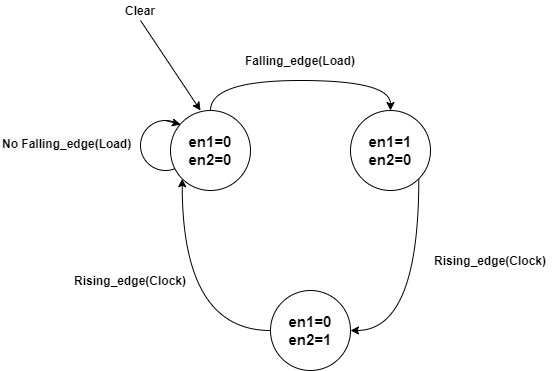 Clear
Falling_edge(Load)
No Falling_edge(Load)
en1=0
en2=0
en1=1
en2=0
Rising_edge(Clock)
Rising_edge(Clock)
en1=0
en2=1